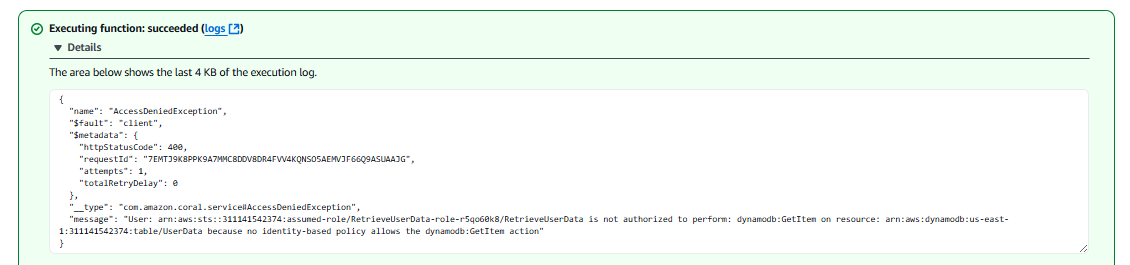 Executing function: succeeded (logs)
Details
The area below shows the last 4 KB of the execution log.
{
  "name": "AccessDeniedException",
  "$fault": "client",
  "$metadata": {
    "httpStatusCode": 400,
    "requestId": "7EMTJ9K8PPK9A7MMC8DDV8DR4FVV4KQNSO5AEMVJF66Q9ASUAAJG",
    "attempts": 1,
    "totalRetryDelay": 0
  },
  "__type": "com.amazon.coral.service#AccessDeniedException",
  "message": "User: arn:aws:sts::311141542374:assumed-role/RetrieveUserData-role-r5qo60k8/RetrieveUserData is not authorized to perform: dynamodb:GetItem on resource: arn:aws:dynamodb:us-east-
1:311141542374:table/UserData because no identity-based policy allows the dynamodb:GetItem action"
}